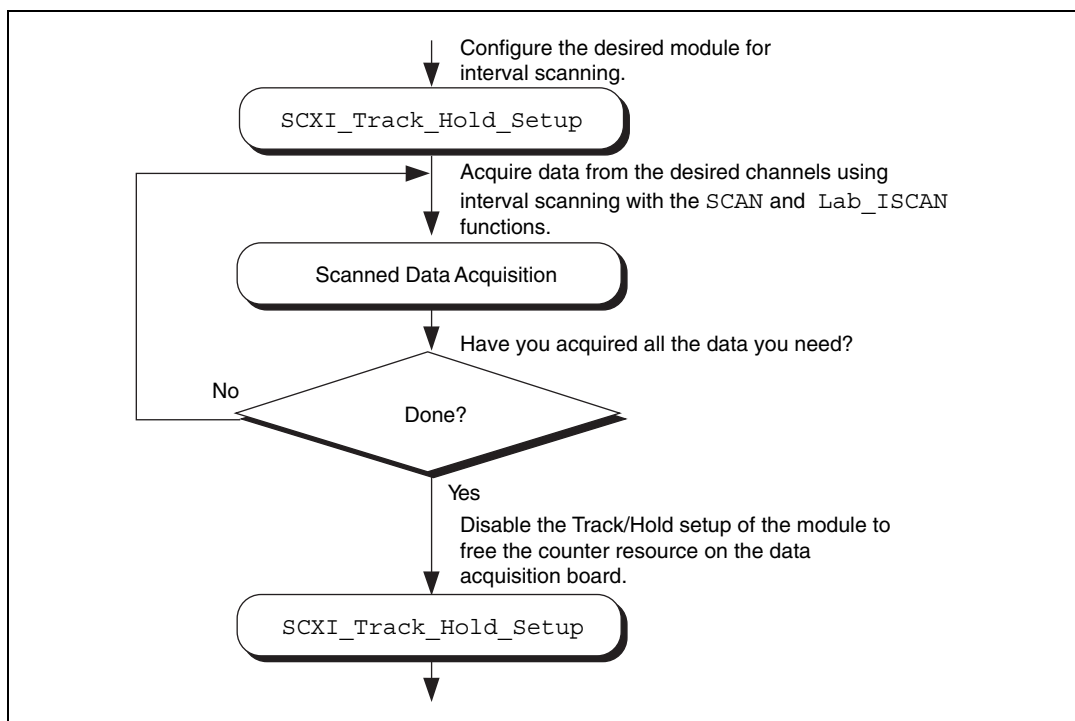 Configure the desired module for
interval scanning.
SCXI_Track_Hold_Setup
Acquire data from the desired channels using
interval scanning with the SCAN and Lab_ISCAN
functions.
Scanned Data Acquisition
Have you acquired all the data you need?
No
Done?
Yes
Disable the Track/Hold setup of the module to
free the counter resource on the data
acquisition board.
SCXI_Track_Hold_Setup